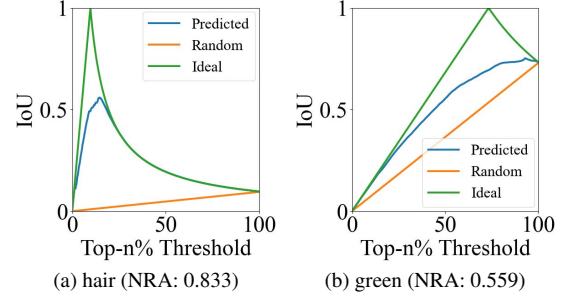 1
0.5
0
IoU
Predicted
Random
Ideal
0 50 100
Top-n% Threshold
(a) hair (NRA: 0.833)
1
0.5
0
IoU
Predicted
Random
Ideal
0 50 100
Top-n% Threshold
(b) green (NRA: 0.559)